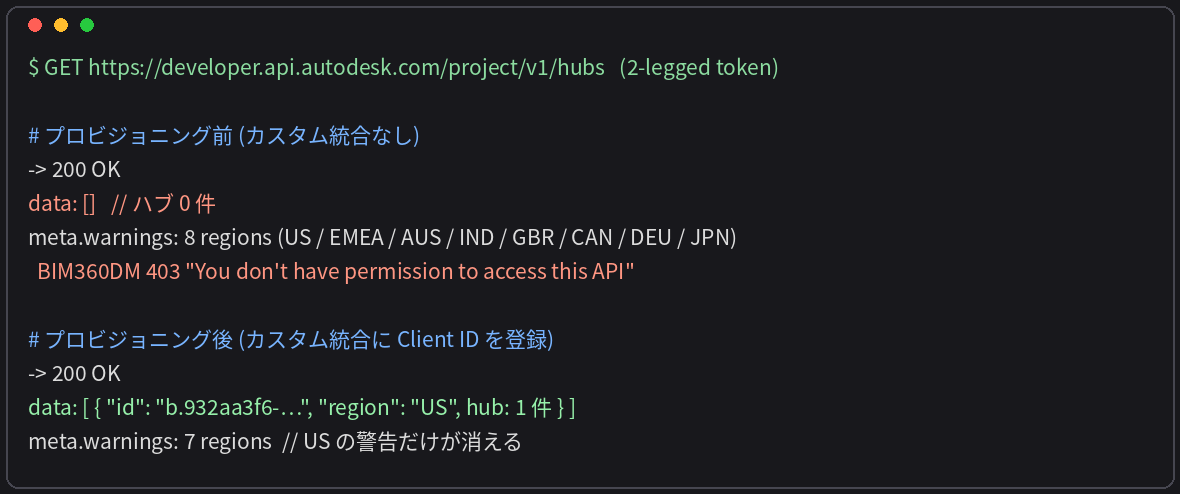 $ GET https://developer.api.autodesk.com/project/v1/hubs (2-legged token)
# プロビジョニング前 (カスタム統合なし)
-> 200 OK
data: [] // ハブ 0 件
meta.warnings: 8 regions (US / EMEA / AUS / IND / GBR / CAN / DEU / JPN)
BIM360DM 403 "You don't have permission to access this API"
# プロビジョニング後 (カスタム統合に Client ID を登録)
-> 200 OK
data: [ { "id": "b.932aa3f6-…", "region": "US", hub: 1 件 } ]
meta.warnings: 7 regions // US の警告だけが消える